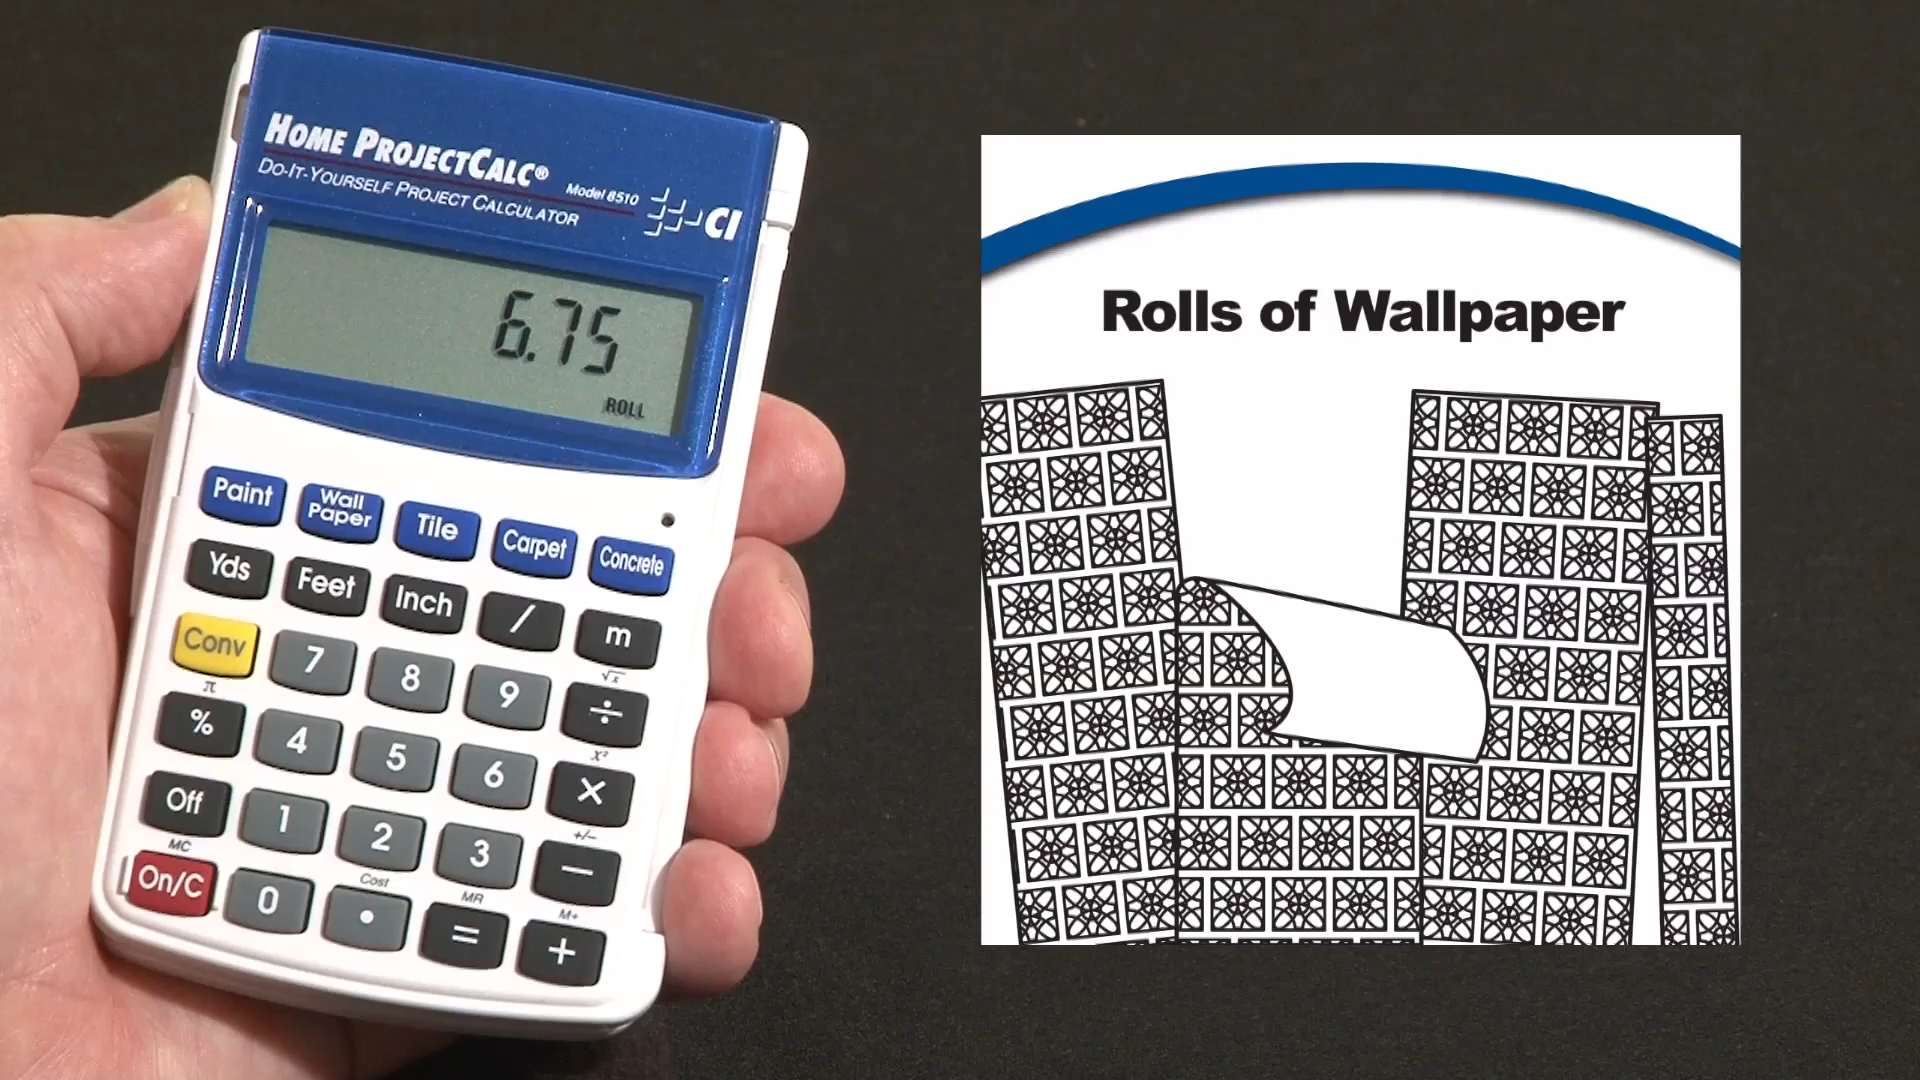 HOME PROJECTCALC®
DO-IT-YOURSELF PROJECT CALCULATOR
Model 8510
CI
6.75
ROLL
Paint
Wall
Paper
Tile
Carpet
Concrete
Yds
Feet
Inch
/
m
Conv
7
8
9
√x
÷
π
%
4
5
6
x²
×
Off
1
2
3
+/−
−
MC
On/C
0
Cost
•
MR
=
M+
+
Rolls of Wallpaper